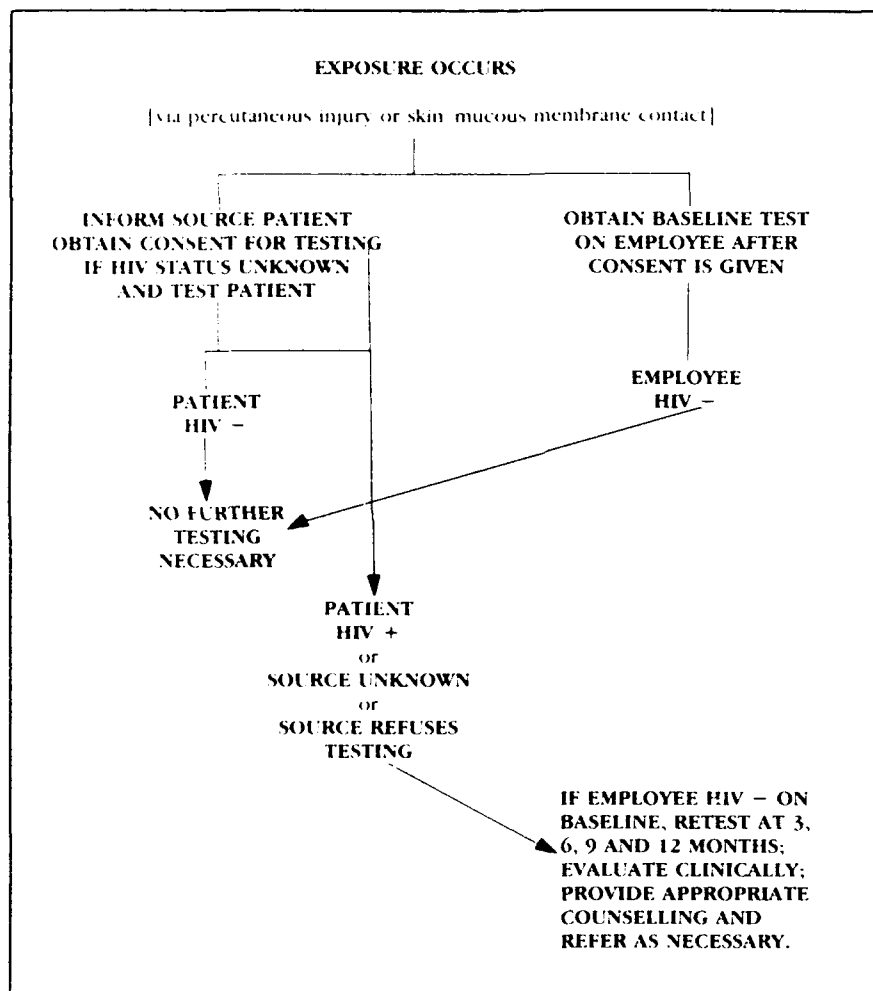 EXPOSURE OCCURS
[via percutaneous injury or skin mucous membrane contact]
INFORM SOURCE PATIENT
OBTAIN CONSENT FOR TESTING
IF HIV STATUS UNKNOWN
AND TEST PATIENT
OBTAIN BASELINE TEST
ON EMPLOYEE AFTER
CONSENT IS GIVEN
PATIENT
HIV −
EMPLOYEE
HIV −
NO FURTHER
TESTING
NECESSARY
PATIENT
HIV +
or
SOURCE UNKNOWN
or
SOURCE REFUSES
TESTING
IF EMPLOYEE HIV − ON
BASELINE, RETEST AT 3,
6, 9 AND 12 MONTHS;
EVALUATE CLINICALLY;
PROVIDE APPROPRIATE
COUNSELLING AND
REFER AS NECESSARY.